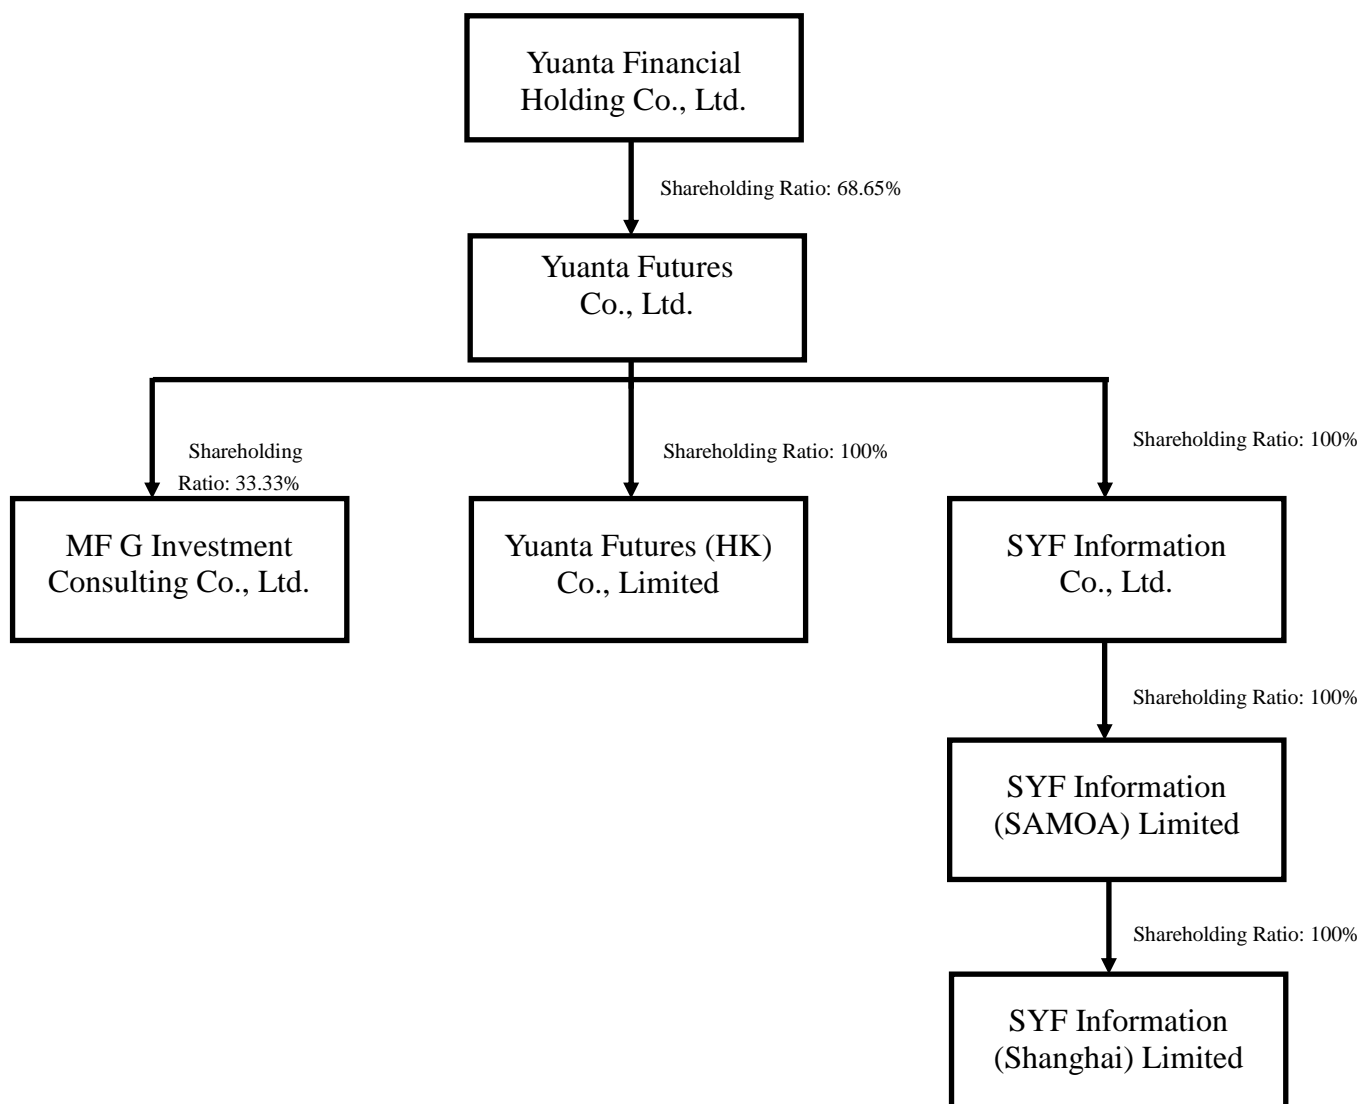 Yuanta Financial
Holding Co., Ltd.
Shareholding Ratio: 68.65%
Yuanta Futures
Co., Ltd.
Shareholding
Ratio: 33.33%
Shareholding Ratio: 100%
Shareholding Ratio: 100%
MF G Investment
Consulting Co., Ltd.
Yuanta Futures (HK)
Co., Limited
SYF Information
Co., Ltd.
Shareholding Ratio: 100%
SYF Information
(SAMOA) Limited
Shareholding Ratio: 100%
SYF Information
(Shanghai) Limited